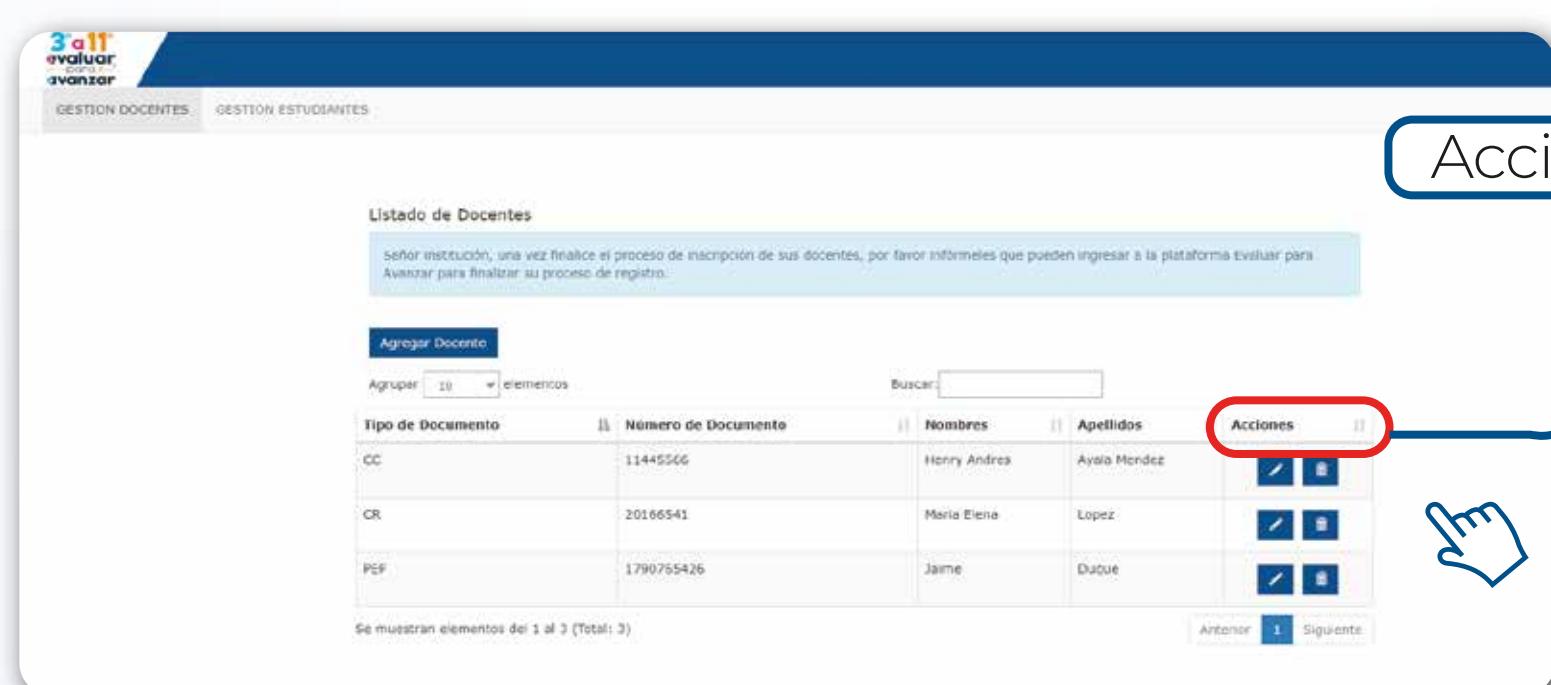 3° a 11°
evaluar
para
avanzar
GESTION DOCENTES GESTION ESTUDIANTES
Acci
Listado de Docentes
Señor institución, una vez finalice el proceso de inscripción de sus docentes, por favor infórmeles que pueden ingresar a la plataforma Evaluar para
Avanzar para finalizar su proceso de registro.
Agregar Docente
Agrupar 10 elementos Buscar:
Tipo de Documento Número de Documento Nombres Apellidos Acciones
CC 11445566 Henry Andres Ayala Mendez
CR 20166541 Maria Elena Lopez
PEP 1790765426 Jaime Duque
Se muestran elementos del 1 al 3 (Total: 3) Anterior 1 Siguiente